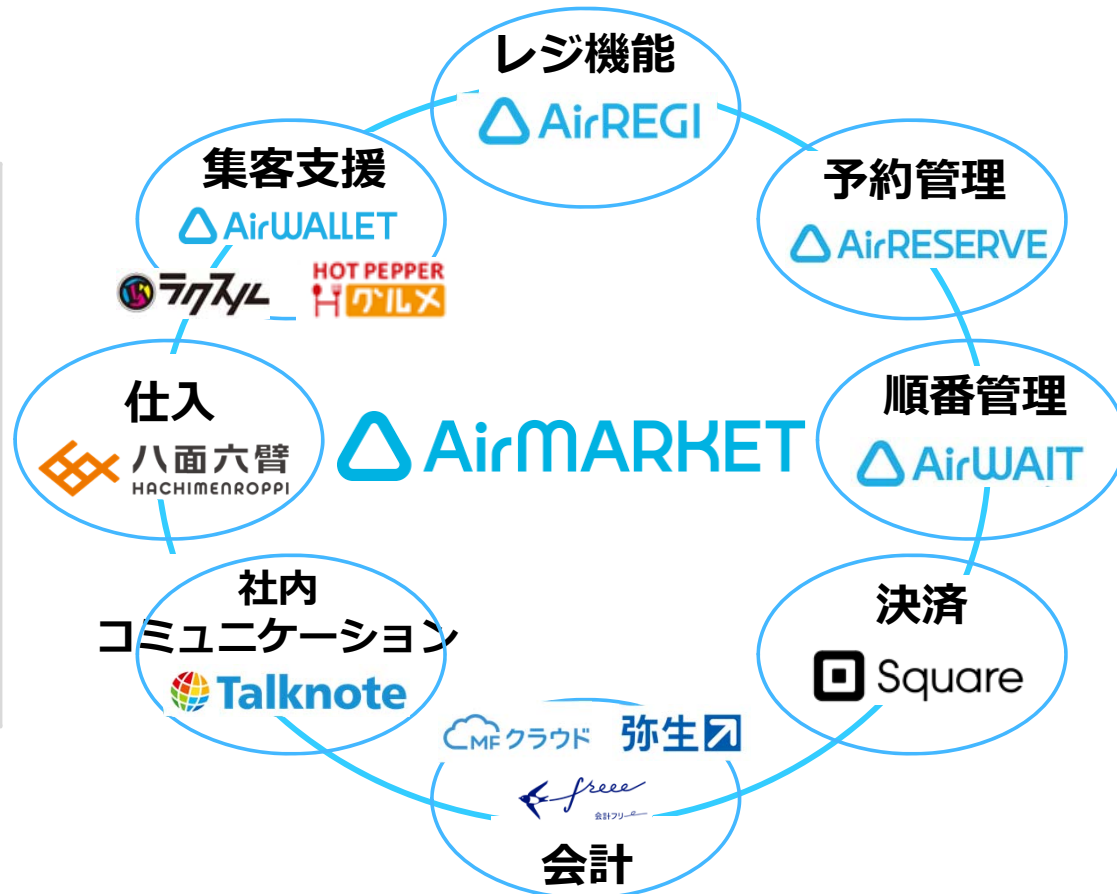 レジ機能
AirREGI
集客支援
AirWALLET
ラクスル
HOT PEPPER
グルメ
予約管理
AirRESERVE
仕入
八面六臂
HACHIMENROPPI
AirMARKET
順番管理
AirWAIT
社内
コミュニケーション
Talknote
決済
Square
MFクラウド
弥生
freee
会計フリー
会計